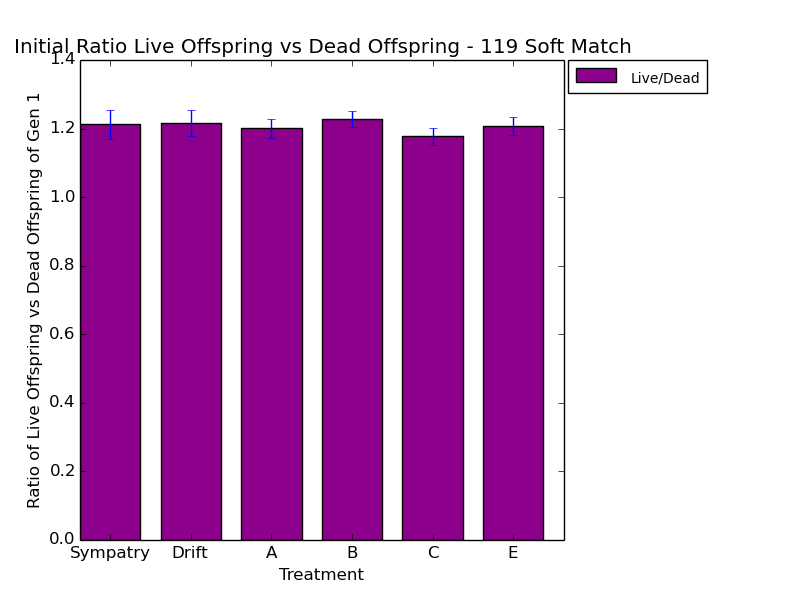 Initial Ratio Live Offspring vs Dead Offspring - 119 Soft Match
Live/Dead
Ratio of Live Offspring vs Dead Offspring of Gen 1
1.4
1.2
1.0
0.8
0.6
0.4
0.2
0.0
Sympatry Drift A B C E
Treatment